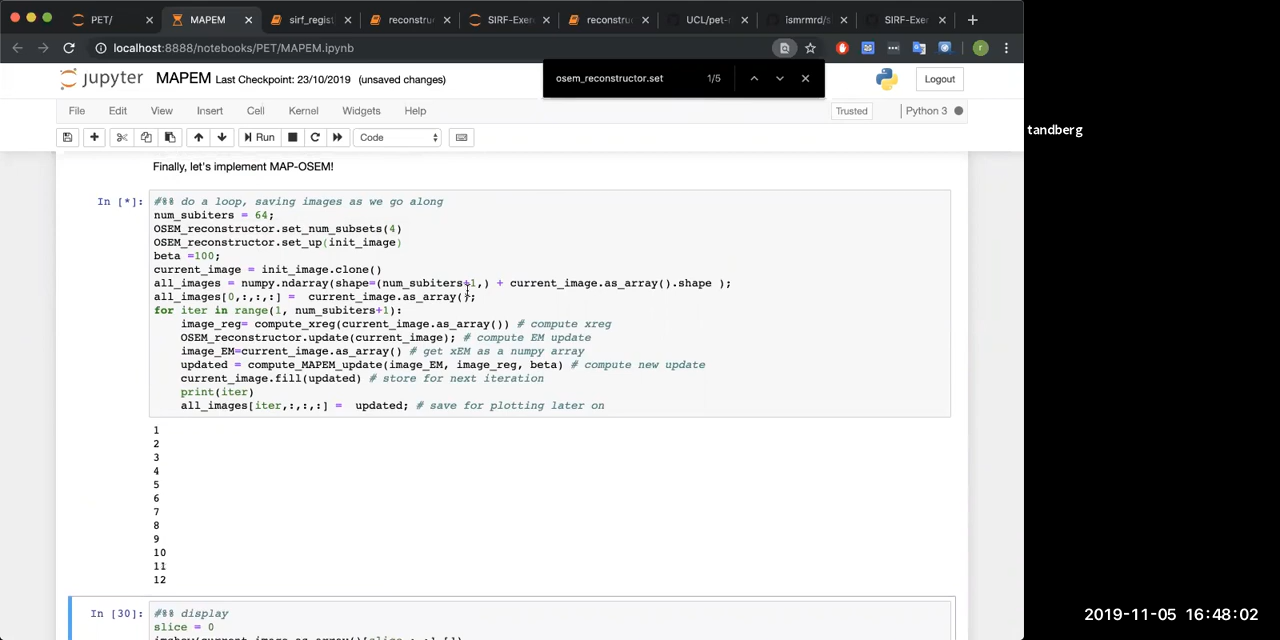 PET/
MAPEM
sirf_regist
reconstru
SIRF-Exer
reconstru
UCL/pet-
ismrmrd/s
SIRF-Exer
localhost:8888/notebooks/PET/MAPEM.ipynb
r
osem_reconstructor.set 1/5
jupyter MAPEM Last Checkpoint: 23/10/2019 (unsaved changes)
Logout
File Edit View Insert Cell Kernel Widgets Help
Trusted
Python 3
Run
Code
tandberg
Finally, let's implement MAP-OSEM!
In [*]:
#%% do a loop, saving images as we go along
num_subiters = 64;
OSEM_reconstructor.set_num_subsets(4)
OSEM_reconstructor.set_up(init_image)
beta =100;
current_image = init_image.clone()
all_images = numpy.ndarray(shape=(num_subiters+1,) + current_image.as_array().shape );
all_images[0,:,:,:] =  current_image.as_array();
for iter in range(1, num_subiters+1):
    image_reg= compute_xreg(current_image.as_array()) # compute xreg
    OSEM_reconstructor.update(current_image); # compute EM update
    image_EM=current_image.as_array() # get xEM as a numpy array
    updated = compute_MAPEM_update(image_EM, image_reg, beta) # compute new update
    current_image.fill(updated) # store for next iteration
    print(iter)
    all_images[iter,:,:,:] =  updated; # save for plotting later on
1
2
3
4
5
6
7
8
9
10
11
12
In [30]:
#%% display
slice = 0
2019-11-05 16:48:02